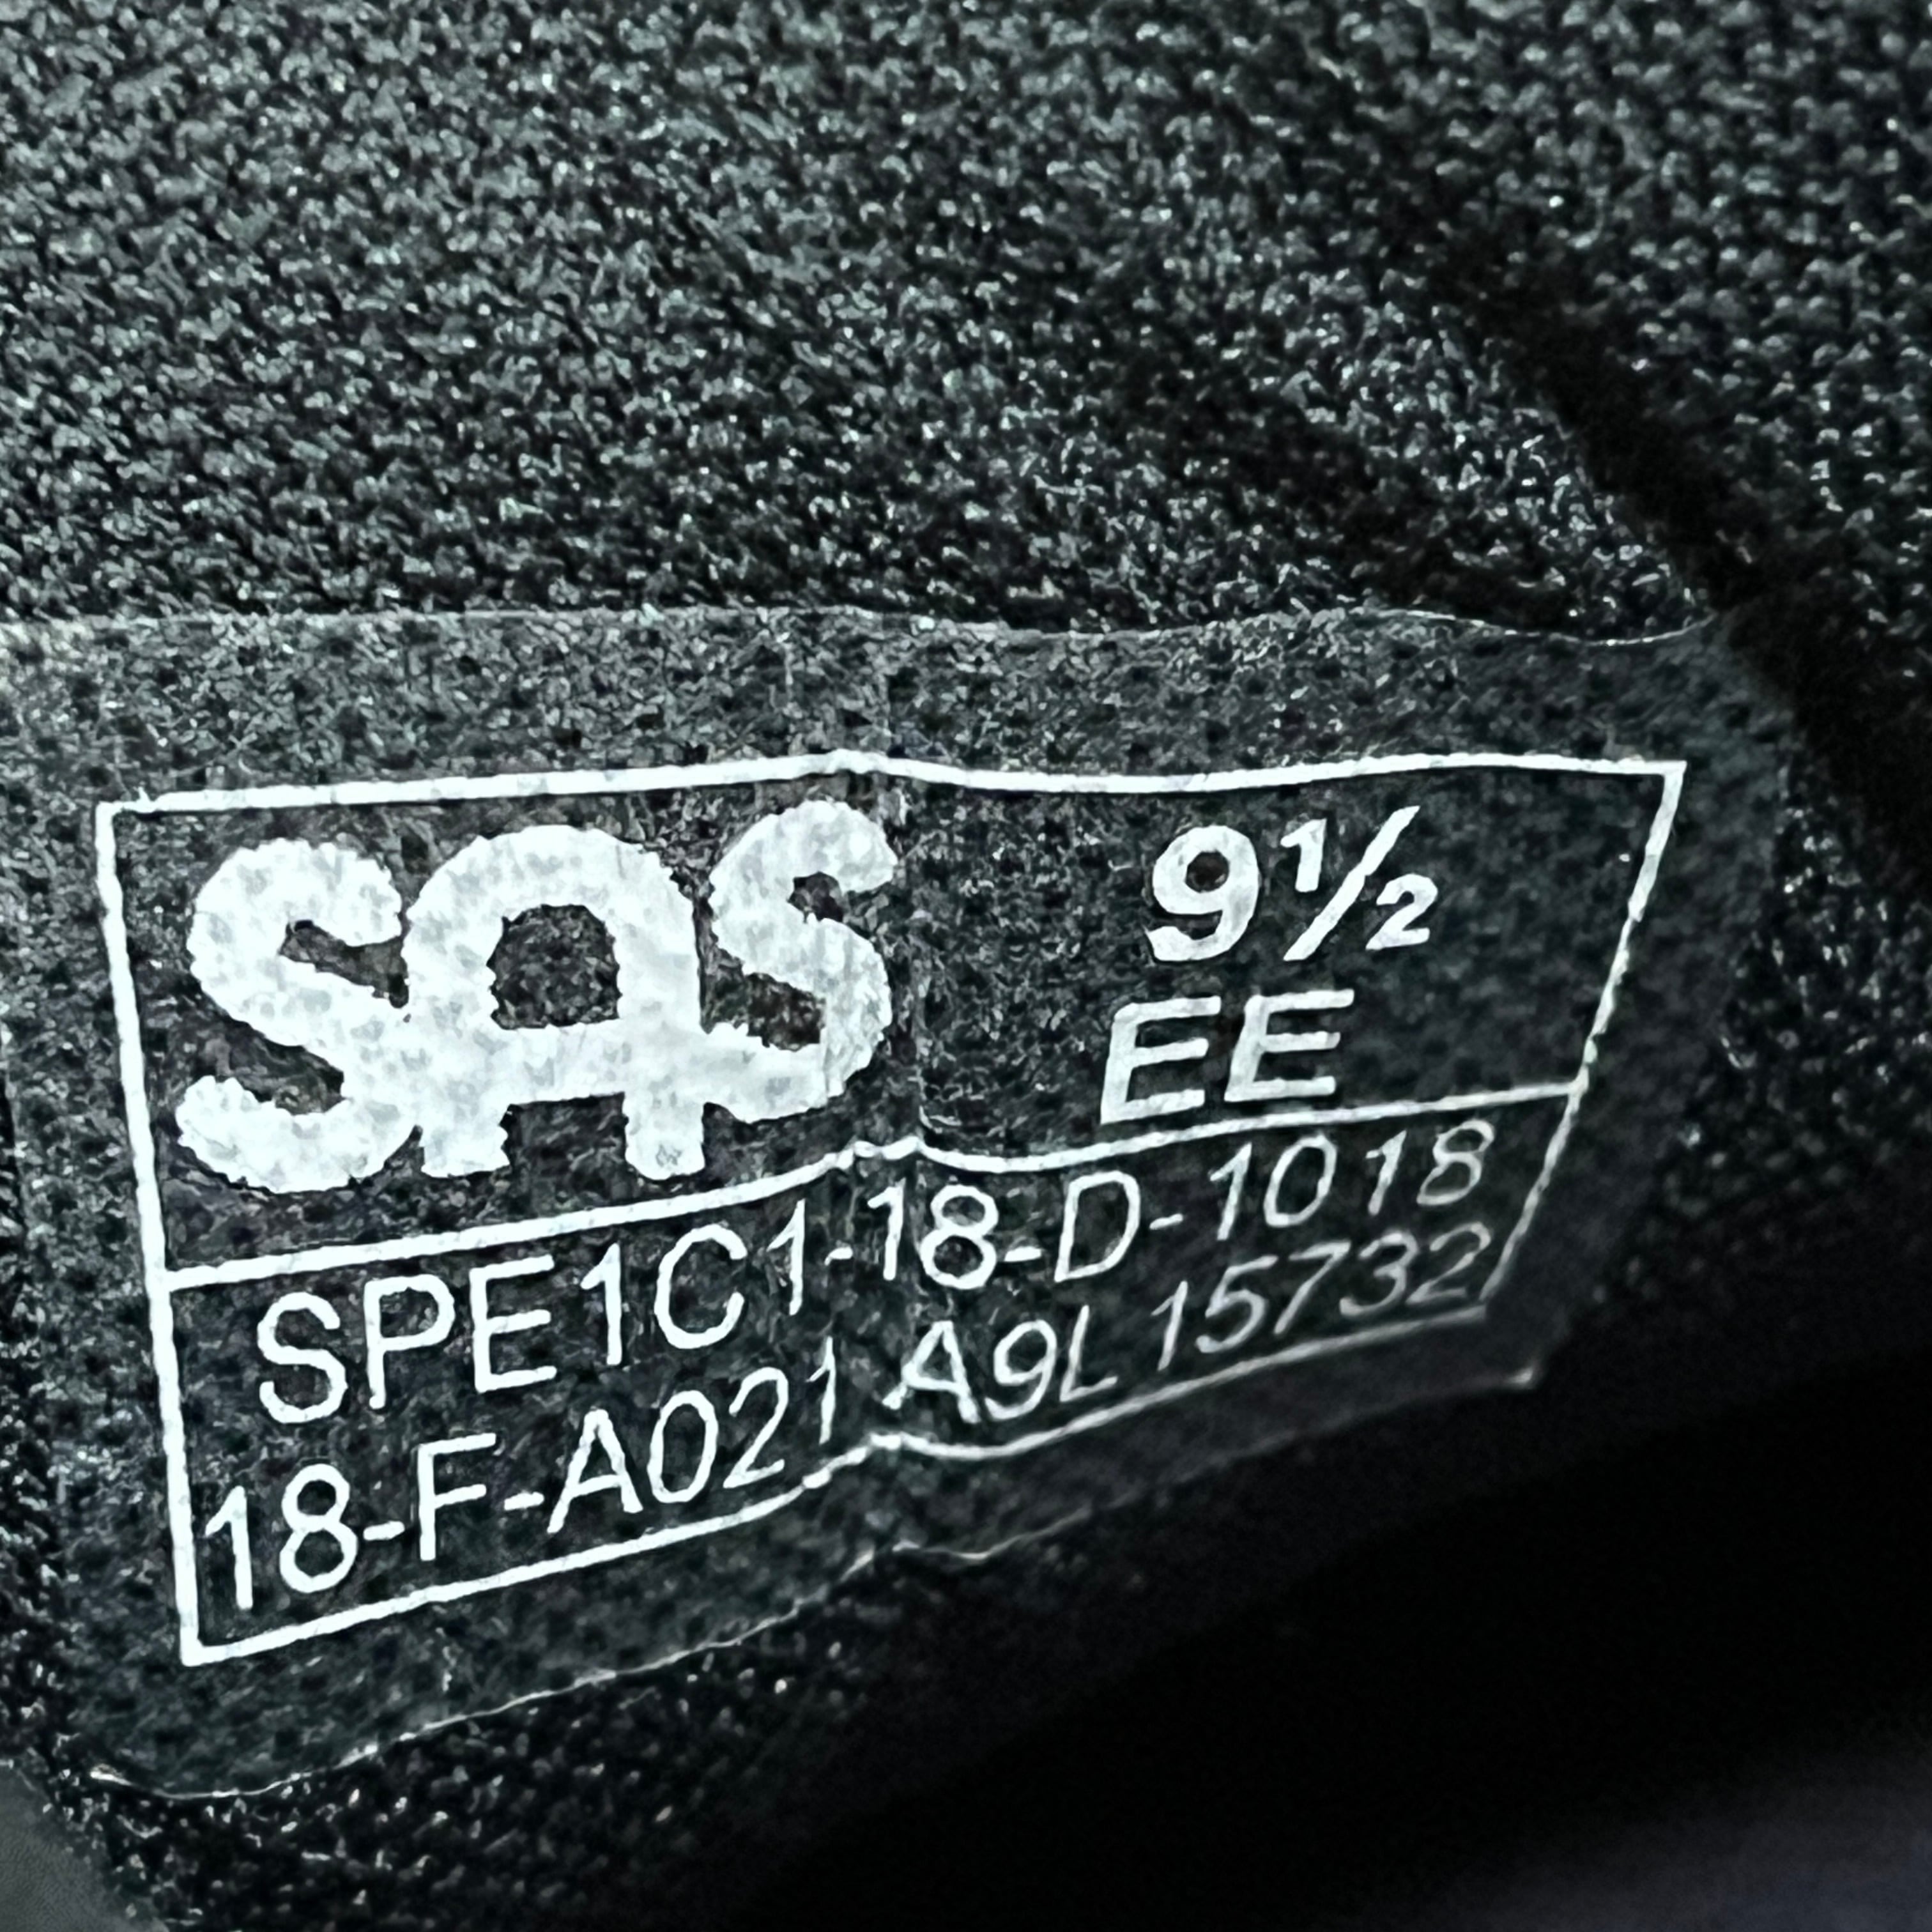 SAS 9½
EE
SPE1C1-18-D-1018
18-F-A021 A9L 15732